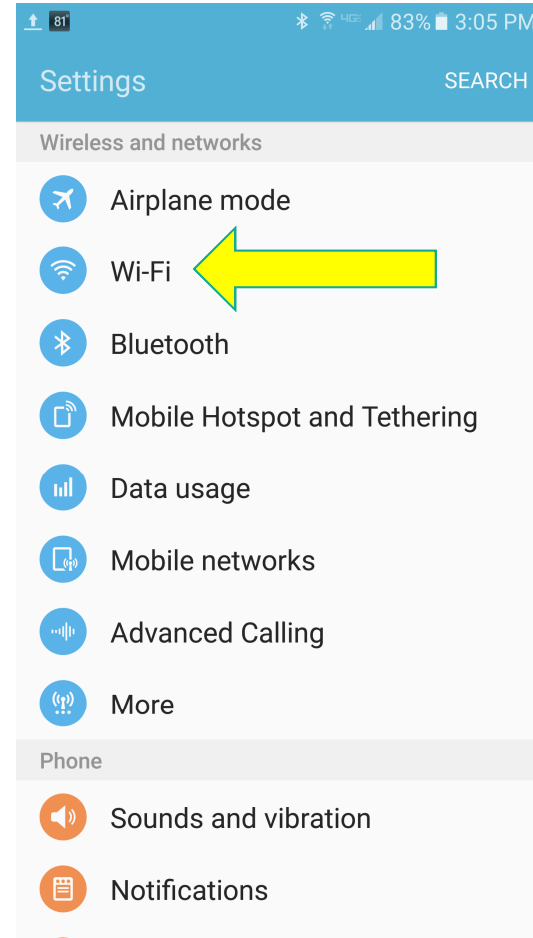 81° 4GE 83% 3:05 PM
Settings SEARCH
Wireless and networks
Airplane mode
Wi-Fi
Bluetooth
Mobile Hotspot and Tethering
Data usage
Mobile networks
Advanced Calling
More
Phone
Sounds and vibration
Notifications